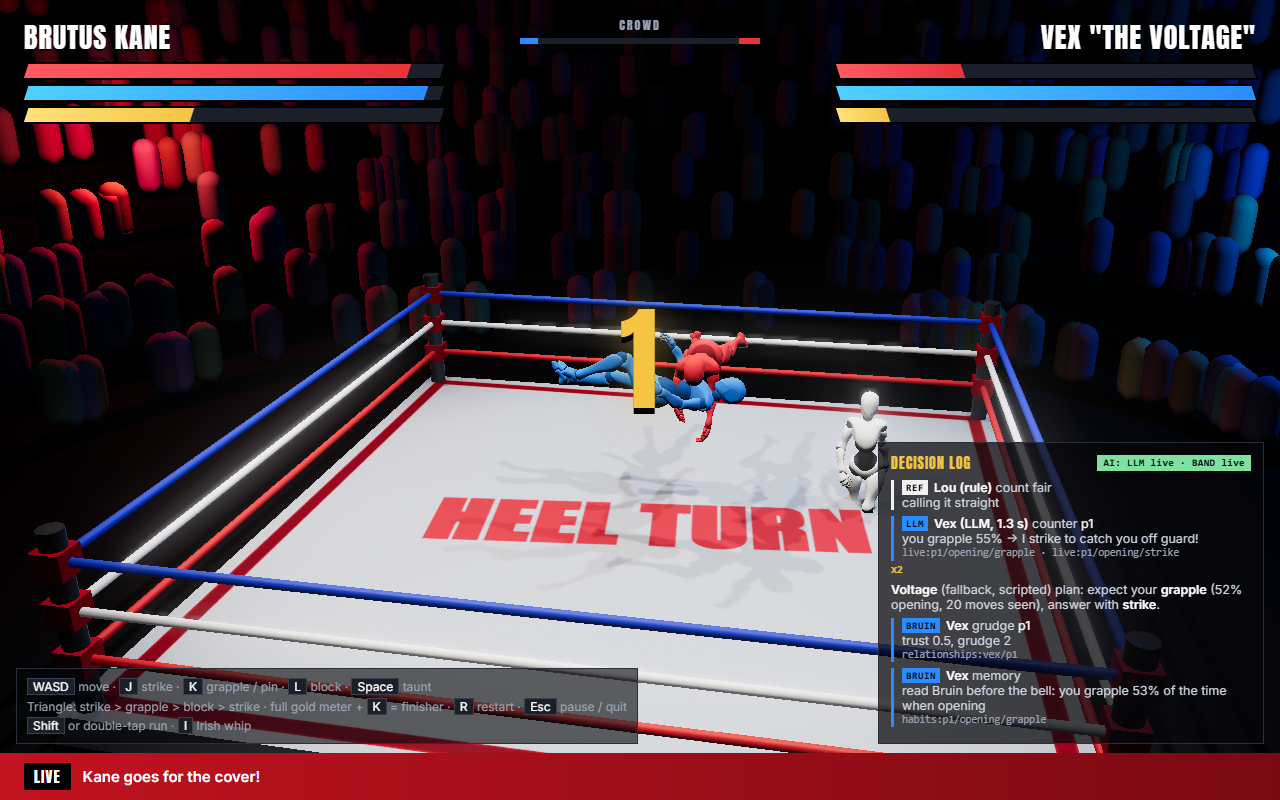 BRUTUS KANE
CROWD
VEX "THE VOLTAGE"
1
HEEL TURN
DECISION LOG
AI: LLM live · BAND live
REF Lou (rule) count fair
calling it straight
LLM Vex (LLM, 1.3 s) counter p1
you grapple 55% → I strike to catch you off guard!
live:p1/opening/grapple · live:p1/opening/strike
x2
Voltage (fallback, scripted) plan: expect your grapple (52%
opening, 20 moves seen), answer with strike.
BRUIN Vex grudge p1
trust 0.5, grudge 2
relationships:vex/p1
BRUIN Vex memory
read Bruin before the bell: you grapple 53% of the time
when opening
habits:p1/opening/grapple
WASD move · J strike · K grapple / pin · L block · Space taunt
Triangle: strike > grapple > block > strike · full gold meter + K = finisher · R restart · Esc pause / quit
Shift or double-tap run · I Irish whip
LIVE Kane goes for the cover!